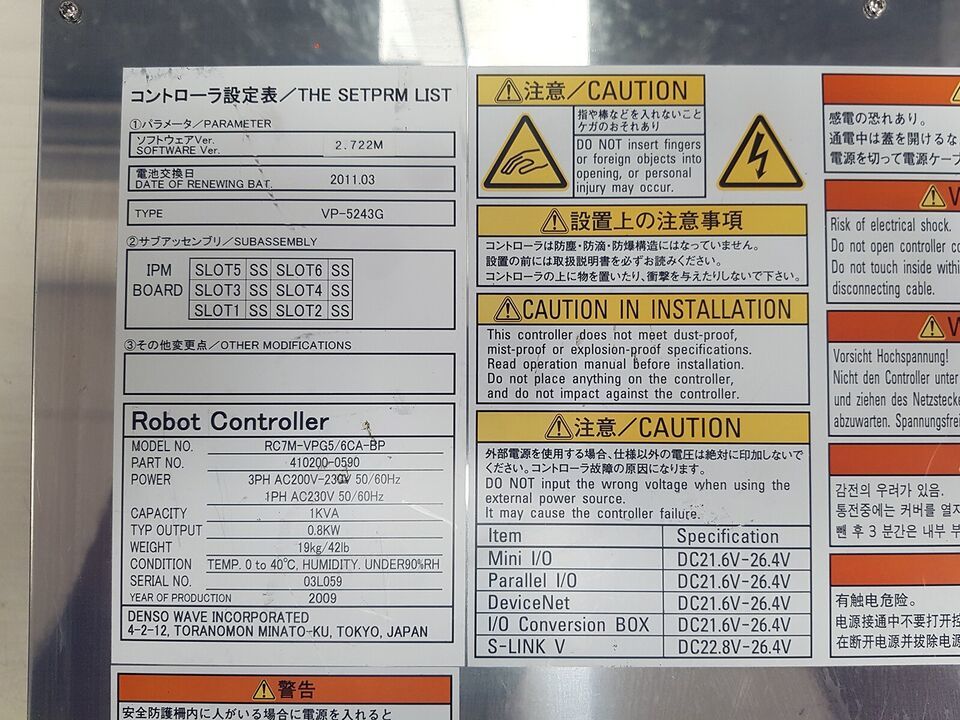 コントローラ設定表／THE SETPRM LIST
①パラメータ／PARAMETER
ソフトウェアVer.
SOFTWARE Ver.
2.722M
電池交換日
DATE OF RENEWING BAT.
2011.03
TYPE VP-5243G
②サブアッセンブリ／SUBASSEMBLY
IPM BOARD
SLOT5 SS SLOT6 SS
SLOT3 SS SLOT4 SS
SLOT1 SS SLOT2 SS
③その他変更点／OTHER MODIFICATIONS
Robot Controller
MODEL NO. RC7M-VPG5/6CA-BP
PART NO. 410200-0590
POWER 3PH AC200V-230V 50/60Hz
1PH AC230V 50/60Hz
CAPACITY 1KVA
TYP OUTPUT 0.8KW
WEIGHT 19kg/42lb
CONDITION TEMP. 0 to 40℃, HUMIDITY. UNDER90%RH
SERIAL NO. 03L059
YEAR OF PRODUCTION 2009
DENSO WAVE INCORPORATED
4-2-12, TORANOMON MINATO-KU, TOKYO, JAPAN
警告
安全防護柵内に人がいる場合に電源を入れると
注意／CAUTION
指や棒などを入れないこと
ケガのおそれあり
DO NOT insert fingers
or foreign objects into
opening, or personal
injury may occur.
設置上の注意事項
コントローラは防塵・防滴・防爆構造にはなっていません。
設置の前には取扱説明書を必ずお読みください。
コントローラの上に物を置いたり、衝撃を与えたりしないで下さい。
CAUTION IN INSTALLATION
This controller does not meet dust-proof,
mist-proof or explosion-proof specifications.
Read operation manual before installation.
Do not place anything on the controller,
and do not impact against the controller.
注意／CAUTION
外部電源を使用する場合、仕様以外の電圧は絶対に印加しないで
ください。コントローラ故障の原因になります。
DO NOT input the wrong voltage when using the
external power source.
It may cause the controller failure.
Item Specification
Mini I/O DC21.6V-26.4V
Parallel I/O DC21.6V-26.4V
DeviceNet DC21.6V-26.4V
I/O Conversion BOX DC21.6V-26.4V
S-LINK V DC22.8V-26.4V
感電の恐れあり。
通電中は蓋を開けるな
電源を切って電源ケーブ
W
Risk of electrical shock.
Do not open controller co
Do not touch inside within
disconnecting cable.
W
Vorsicht Hochspannung!
Nicht den Controller unter
und ziehen des Netzstecke
abzuwarten. Spannungsfrei
감전의 우려가 있음.
통전중에는 커버를 열지
뺀 후 3 분간은 내부 부
有触电危险。
电源接通中不要打开控
在断开电源并拔除电源